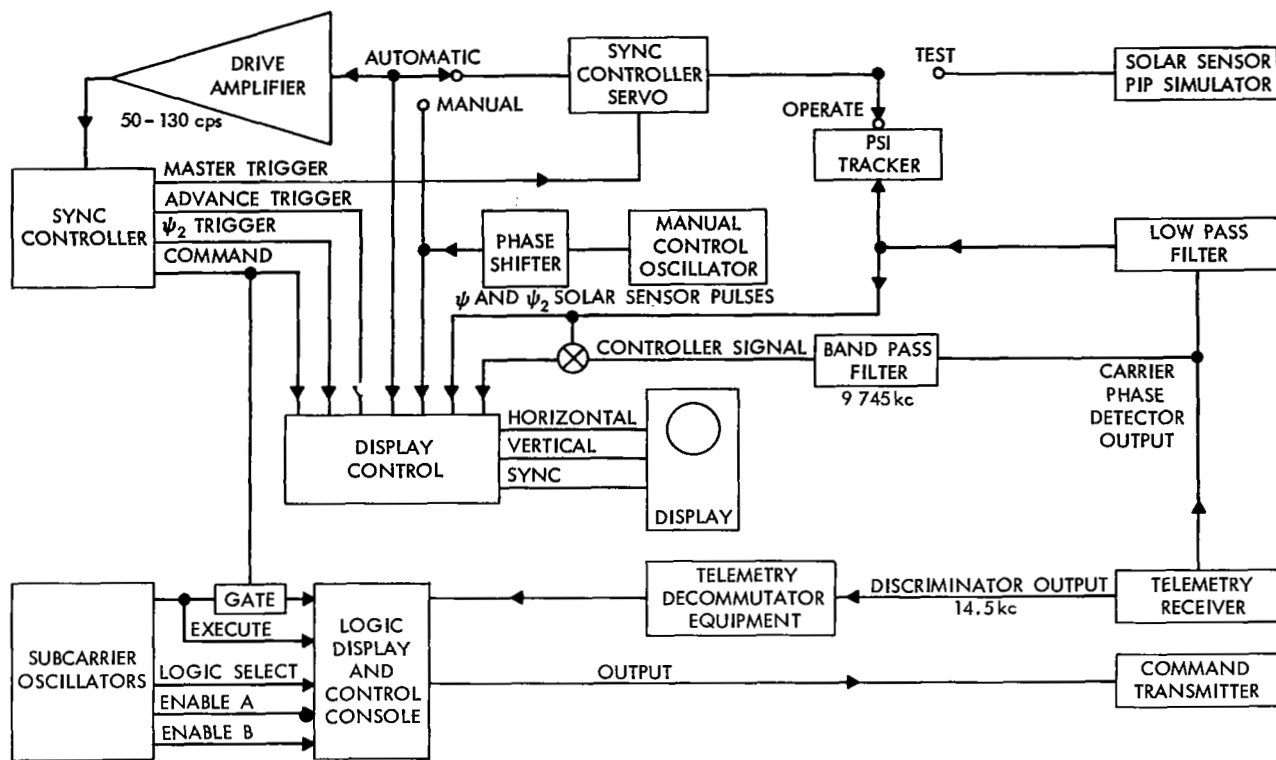 DRIVE
AMPLIFIER
50-130 cps
AUTOMATIC
MANUAL
SYNC
CONTROLLER
SERVO
TEST
OPERATE
SOLAR SENSOR
PIP SIMULATOR
PSI
TRACKER
SYNC
CONTROLLER
MASTER TRIGGER
ADVANCE TRIGGER
ψ₂ TRIGGER
COMMAND
PHASE
SHIFTER
MANUAL
CONTROL
OSCILLATOR
LOW PASS
FILTER
ψ AND ψ₂ SOLAR SENSOR PULSES
CONTROLLER SIGNAL
BAND PASS
FILTER
9 745 kc
CARRIER
PHASE
DETECTOR
OUTPUT
DISPLAY
CONTROL
HORIZONTAL
VERTICAL
SYNC
DISPLAY
SUBCARRIER
OSCILLATORS
GATE
EXECUTE
LOGIC SELECT
ENABLE A
ENABLE B
LOGIC
DISPLAY
AND
CONTROL
CONSOLE
TELEMETRY
DECOMMUTATOR
EQUIPMENT
DISCRIMINATOR OUTPUT
14.5 kc
TELEMETRY
RECEIVER
OUTPUT
COMMAND
TRANSMITTER